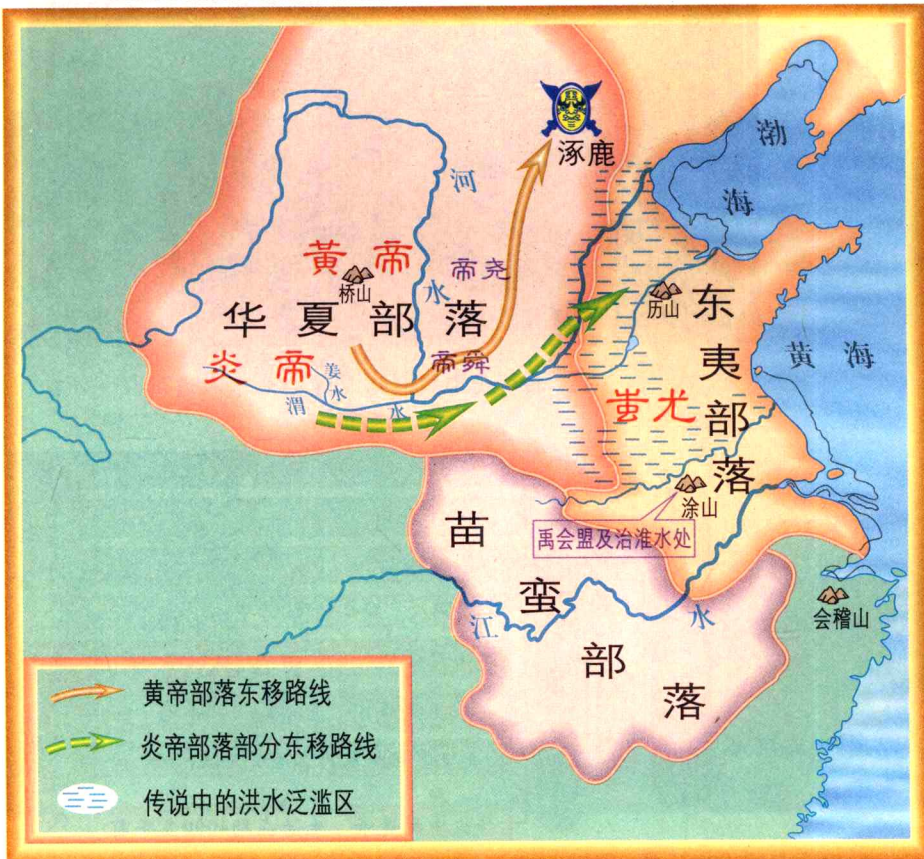 涿鹿
渤海
河水
黄帝
桥山
帝尧
华夏部落
帝舜
炎帝
姜水
渭水
历山
东夷部落
黄海
蚩尤
涂山
禹会盟及治淮水处
苗蛮部落
江水
会稽山
黄帝部落东移路线
炎帝部落部分东移路线
传说中的洪水泛滥区